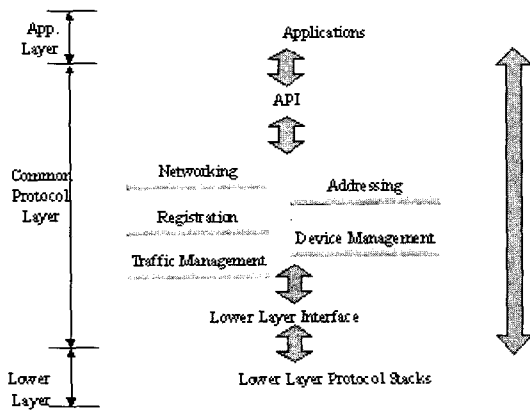 App.
Layer
Applications
API
Common
Protocol
Layer
Networking
Addressing
Registration
Device Management
Traffic Management
Lower Layer Interface
Lower
Layer
Lower Layer Protocol Stacks